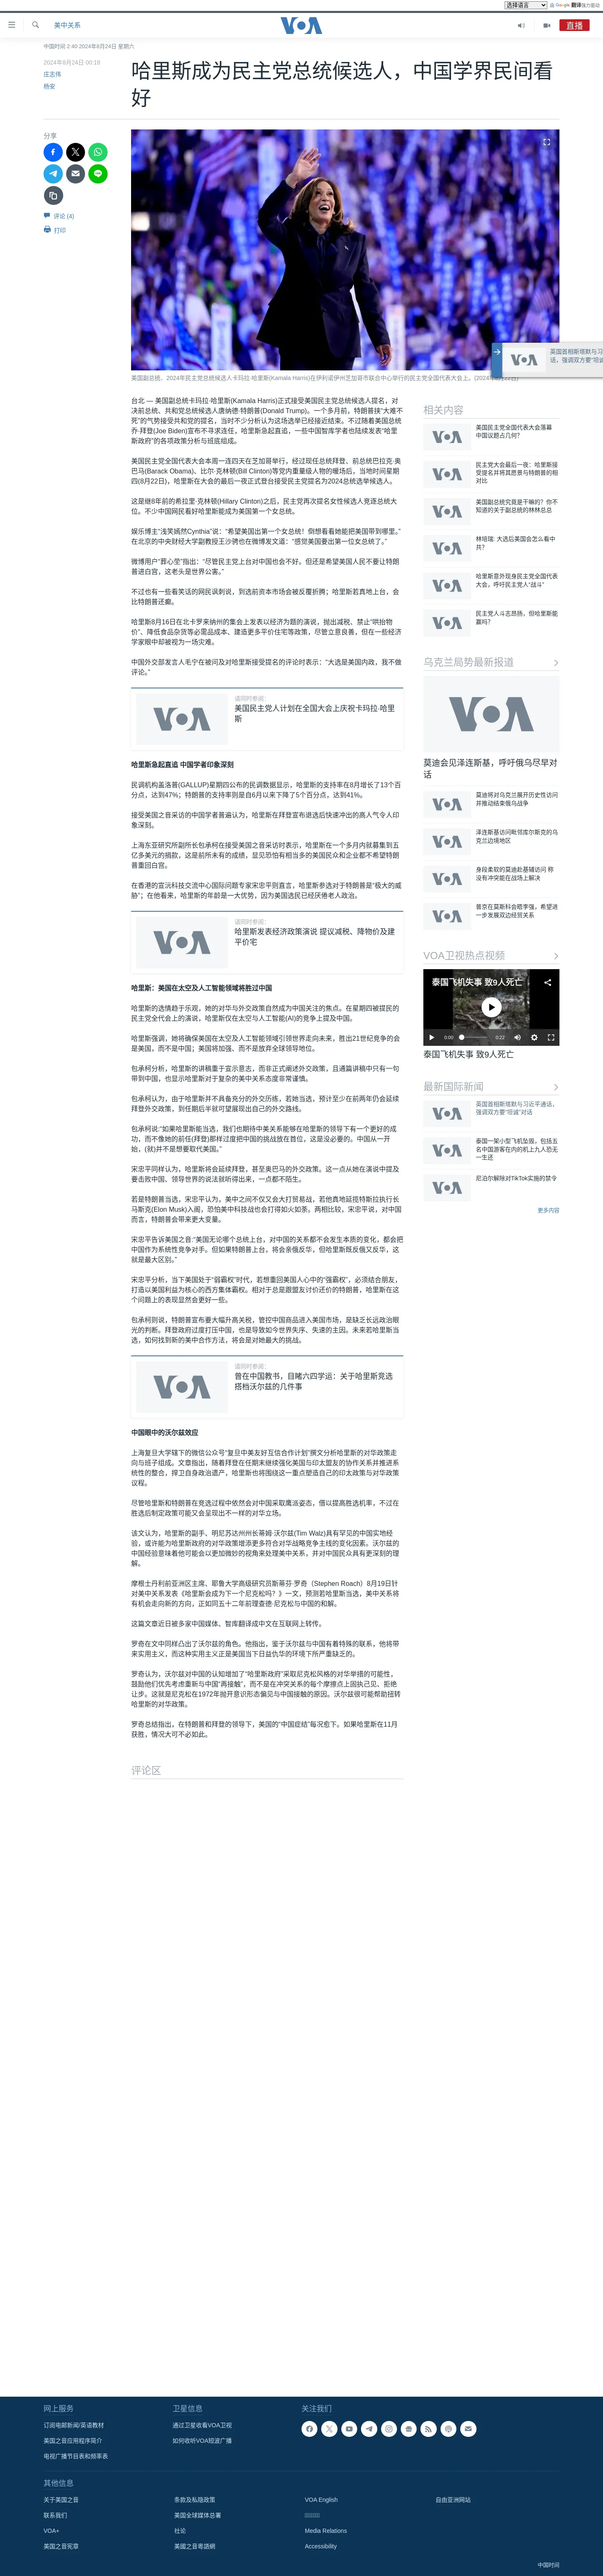 选择语言
由 Google 翻译强力驱动
美中关系
VOA
直播
中国时间 2:40 2024年8月24日 星期六
2024年8月24日 00:18
庄志伟
杨安
哈里斯成为民主党总统候选人，中国学界民间看好
分享
评论 (4)
打印
美国副总统、2024年民主党总统候选人卡玛拉·哈里斯(Kamala Harris)在伊利诺伊州芝加哥市联合中心举行的民主党全国代表大会上。(2024年8月22日)
英国首相斯塔默与习
话，强调双方要“坦诚
台北 — 美国副总统卡玛拉·哈里斯(Kamala Harris)正式接受美国民主党总统候选人提名，对决前总统、共和党总统候选人唐纳德·特朗普(Donald Trump)。一个多月前，特朗普挟“大难不死”的气势接受共和党的提名，当时不少分析认为这场选举已经接近结束。不过随着美国总统乔·拜登(Joe Biden)宣布不寻求连任，哈里斯急起直追，一些中国智库学者也陆续发表“哈里斯政府”的各项政策分析与班底组成。
美国民主党全国代表大会本周一连四天在芝加哥举行，经过现任总统拜登、前总统巴拉克·奥巴马(Barack Obama)、比尔·克林顿(Bill Clinton)等党内重量级人物的暖场后，当地时间星期四(8月22日)，哈里斯在大会的最后一夜正式登台接受民主党提名为2024总统选举候选人。
这是继8年前的希拉里·克林顿(Hillary Clinton)之后，民主党再次提名女性候选人竞逐总统大位。不少中国网民看好哈里斯能成为美国第一个女总统。
娱乐博主“浅笑嫣然Cynthia”说：“希望美国出第一个女总统！倒想看看她能把美国带到哪里。”在北京的中央财经大学副教授王沙骋也在微博发文道：“感觉美国要出第一位女总统了。”
微博用户“葬心堂”指出：“尽管民主党上台对中国也会不好。但还是希望美国人民不要让特朗普进白宫，这老头是世界公害。”
不过也有一些看笑话的网民讽刺说，到选前资本市场会被反覆折腾；哈里斯若真地上台，会比特朗普还癫。
哈里斯8月16日在北卡罗来纳州的集会上发表以经济为题的演说，抛出减税、禁止“哄抬物价”、降低食品杂货等必需品成本、建造更多平价住宅等政策，尽管立意良善，但在一些经济学家眼中却被视为一场灾难。
中国外交部发言人毛宁在被问及对哈里斯接受提名的评论时表示：“大选是美国内政，我不做评论。”
请同时参阅：
美国民主党人计划在全国大会上庆祝卡玛拉·哈里斯
哈里斯急起直追 中国学者印象深刻
民调机构盖洛普(GALLUP)星期四公布的民调数据显示，哈里斯的支持率在8月增长了13个百分点，达到47%；特朗普的支持率则是自6月以来下降了5个百分点，达到41%。
接受美国之音采访的中国学者普遍认为，哈里斯在拜登宣布退选后快速冲出的高人气令人印象深刻。
上海东亚研究所副所长包承柯在接受美国之音采访时表示，哈里斯在一个多月内就募集到五亿多美元的捐款，这是前所未有的成绩，显见恐怕有相当多的美国民众和企业都不希望特朗普重回白宫。
在香港的宣沅科技交流中心国际问题专家宋忠平则直言，哈里斯参选对于特朗普是“极大的威胁”；在他看来，哈里斯的年龄是一大优势，因为美国选民已经厌倦老人政治。
请同时参阅：
哈里斯发表经济政策演说 提议减税、降物价及建平价宅
哈里斯：美国在太空及人工智能领域将胜过中国
哈里斯的选情趋于乐观，她的对华与外交政策自然成为中国关注的焦点。在星期四被提民的民主党全代会上的演说，哈里斯仅在太空与人工智能(AI)的竞争上提及中国。
哈里斯强调，她将确保美国在太空及人工智能领域引领世界走向未来，胜出21世纪竞争的会是美国，而不是中国；美国将加强、而不是放弃全球领导地位。
包承柯分析，哈里斯的讲稿重于宣示意志，而非正式阐述外交政策，且通篇讲稿中只有一句带到中国，也显示哈里斯对于复杂的美中关系态度非常谨慎。
包承柯认为，由于哈里斯并不具备充分的外交历练，若她当选，预计至少在前两年仍会延续拜登外交政策，到任期后半就可望展现出自己的外交路线。
包承柯说:“如果哈里斯能当选，我们也期待中美关系能够在哈里斯的领导下有一个更好的成功，而不像她的前任(拜登)那样过度把中国的挑战放在首位，这是没必要的。中国从一开始，(就)并不是想要取代美国。”
宋忠平同样认为，哈里斯将会延续拜登，甚至奥巴马的外交政策。这一点从她在演说中提及要击败中国、领导世界的说法就听得出来，一点都不陌生。
若是特朗普当选，宋忠平认为，美中之间不仅又会大打贸易战，若他真地延揽特斯拉执行长马斯克(Elon Musk)入阁，恐怕美中科技战也会打得如火如荼。两相比较，宋忠平说，对中国而言，特朗普会带来更大变量。
宋忠平告诉美国之音:“美国无论哪个总统上台，对中国的关系都不会发生本质的变化，都会把中国作为系统性竞争对手。但如果特朗普上台，将会亲俄反华，但哈里斯既反俄又反华，这就是最大区别。”
宋忠平分析，当下美国处于“弱霸权”时代，若想重回美国人心中的“强霸权”，必须结合朋友，打造以美国利益为核心的西方集体霸权。相对于总是跟盟友讨价还价的特朗普，哈里斯在这个问题上的表现显然会更好一些。
包承柯则说，特朗普宣布要大幅升高关税，管控中国商品进入美国市场，是缺乏长远政治眼光的判断。拜登政府过度打压中国，也是导致如今世界失序、失速的主因。未来若哈里斯当选，如何找到新的美中合作方法，将会是对她最大的挑战。
请同时参阅：
曾在中国教书，目睹六四学运：关于哈里斯竞选搭档沃尔兹的几件事
中国眼中的沃尔兹效应
上海复旦大学辖下的微信公众号“复旦中美友好互信合作计划”撰文分析哈里斯的对华政策走向与班子组成。文章指出，随着拜登在任期末继续强化美国与印太盟友的协作关系并推进系统性的整合，捍卫自身政治遗产，哈里斯也将围绕这一重点塑造自己的印太政策与对华政策议程。
尽管哈里斯和特朗普在竞选过程中依然会对中国采取鹰派姿态，借以提高胜选机率，不过在胜选后制定政策可能又会呈现出不一样的对华立场。
该文认为，哈里斯的副手、明尼苏达州州长蒂姆·沃尔兹(Tim Walz)具有罕见的中国实地经验，或许能为哈里斯政府的对华政策增添更多符合对华战略竞争主线的变化因素。沃尔兹的中国经验意味着他可能会以更加微妙的视角来处理美中关系，并对中国民众具有更深刻的理解。
摩根士丹利前亚洲区主席、耶鲁大学高级研究员斯蒂芬·罗奇（Stephen Roach）8月19日针对美中关系发表《哈里斯会成为下一个尼克松吗？》一文，预测若哈里斯当选，美中关系将有机会走向新的方向，正如同五十二年前理查德·尼克松与中国的和解。
这篇文章近日被多家中国媒体、智库翻译成中文在互联网上转传。
罗奇在文中同样凸出了沃尔兹的角色。他指出，鉴于沃尔兹与中国有着特殊的联系，他将带来实用主义，而这种实用主义正是美国当下日益仇华的环境下所严重缺乏的。
罗奇认为，沃尔兹对中国的认知增加了“哈里斯政府”采取尼克松风格的对华举措的可能性，鼓励他们优先考虑重新与中国“再接触”，而不是在冲突关系的每个摩擦点上固执己见、拒绝让步。这就是尼克松在1972年抛开意识形态偏见与中国接触的原因。沃尔兹很可能帮助扭转哈里斯的对华政策。
罗奇总结指出，在特朗普和拜登的领导下，美国的“中国症结”每况愈下。如果哈里斯在11月获胜，情况大可不必如此。
评论区
相关内容
美国民主党全国代表大会落幕 中国议题占几何？
民主党大会最后一夜：哈里斯接受提名并将其愿景与特朗普的相对比
美国副总统究竟是干嘛的？你不知道的关于副总统的林林总总
林培瑞: 大选后美国会怎么看中共?
哈里斯意外现身民主党全国代表大会，呼吁民主党人“战斗”
民主党人斗志昂扬，但哈里斯能赢吗？
乌克兰局势最新报道
莫迪会见泽连斯基，呼吁俄乌尽早对话
莫迪将对乌克兰展开历史性访问并推动结束俄乌战争
泽连斯基访问毗邻库尔斯克的乌克兰边境地区
身段柔软的莫迪赴基辅访问 称没有冲突能在战场上解决
普京在莫斯科会晤李强，希望进一步发展双边经贸关系
VOA卫视热点视频
泰国飞机失事 致9人死亡
0:00
0:22
泰国飞机失事 致9人死亡
最新国际新闻
英国首相斯塔默与习近平通话，强调双方要“坦诚”对话
泰国一架小型飞机坠毁，包括五名中国游客在内的机上九人恐无一生还
尼泊尔解除对TikTok实施的禁令
更多内容
网上服务
订阅电邮新闻/英语教材
美国之音应用程序简介
电视广播节目表和频率表
卫星信息
通过卫星收看VOA卫视
如何收听VOA短波广播
关注我们
其他信息
关于美国之音
联系我们
VOA+
美国之音宪章
条款及私隐政策
美国全球媒体总署
社论
美國之音粵語網
VOA English
Media Relations
Accessibility
自由亚洲网站
中国时间